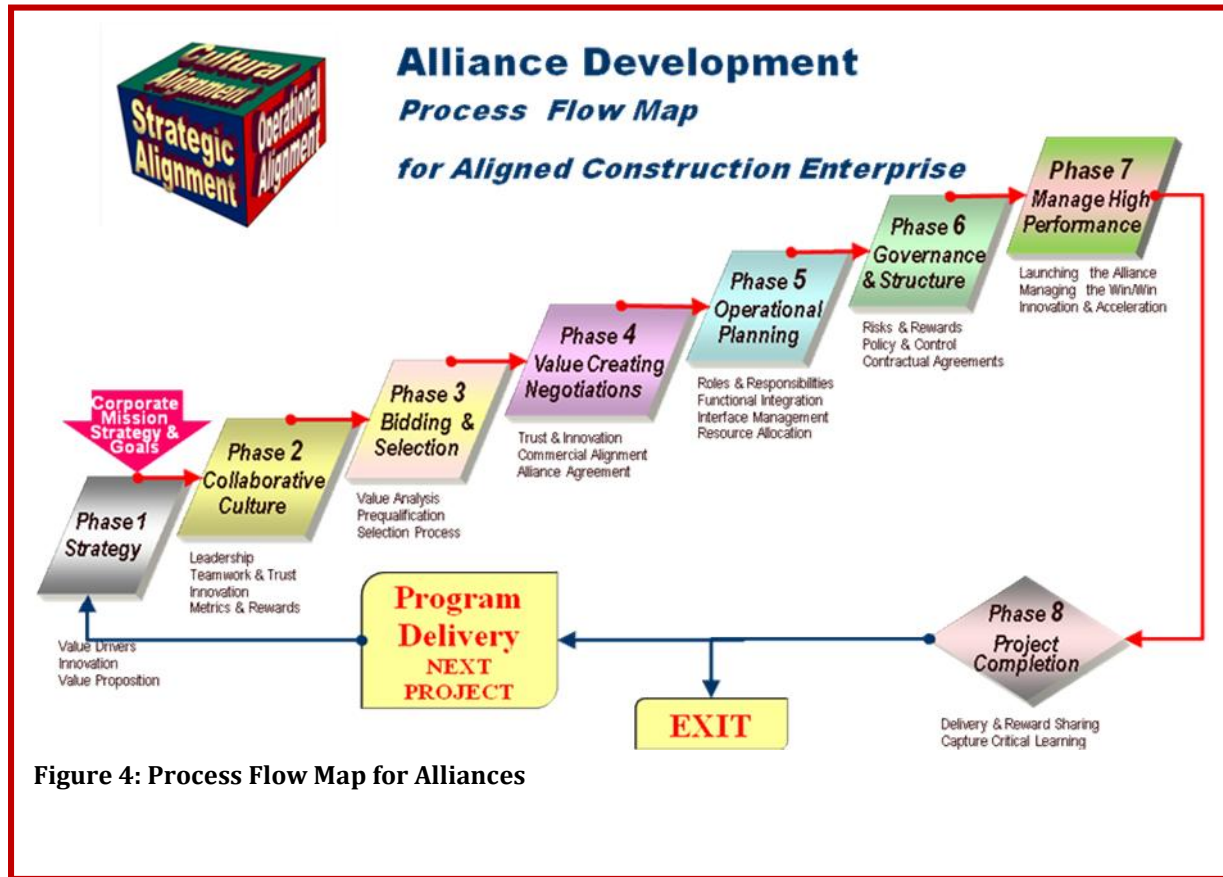 Cultural
Alignment
Strategic
Alignment
Operational
Alignment
Alliance Development
Process Flow Map
for Aligned Construction Enterprise
Corporate
Mission
Strategy &
Goals
Phase 1
Strategy
Value Drivers
Innovation
Value Proposition
Phase 2
Collaborative
Culture
Leadership
Teamwork & Trust
Innovation
Metrics & Rewards
Phase 3
Bidding &
Selection
Value Analysis
Prequalification
Selection Process
Phase 4
Value Creating
Negotiations
Trust & Innovation
Commercial Alignment
Alliance Agreement
Phase 5
Operational
Planning
Roles & Responsibilities
Functional Integration
Interface Management
Resource Allocation
Phase 6
Governance
& Structure
Risks & Rewards
Policy & Control
Contractual Agreements
Phase 7
Manage High
Performance
Launching the Alliance
Managing the Win/Win
Innovation & Acceleration
Phase 8
Project
Completion
Delivery & Reward Sharing
Capture Critical Learning
Program
Delivery
NEXT
PROJECT
EXIT
Figure 4: Process Flow Map for Alliances